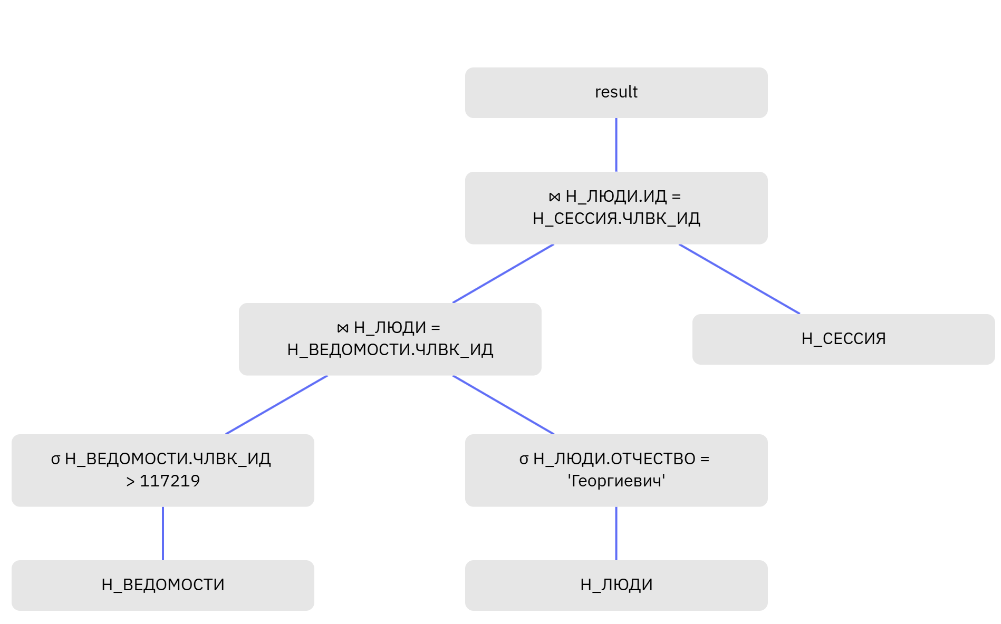 result
⋈ Н_ЛЮДИ.ИД =
Н_СЕССИЯ.ЧЛВК_ИД
⋈ Н_ЛЮДИ =
Н_ВЕДОМОСТИ.ЧЛВК_ИД
Н_СЕССИЯ
σ Н_ВЕДОМОСТИ.ЧЛВК_ИД
> 117219
σ Н_ЛЮДИ.ОТЧЕСТВО =
'Георгиевич'
Н_ВЕДОМОСТИ
Н_ЛЮДИ